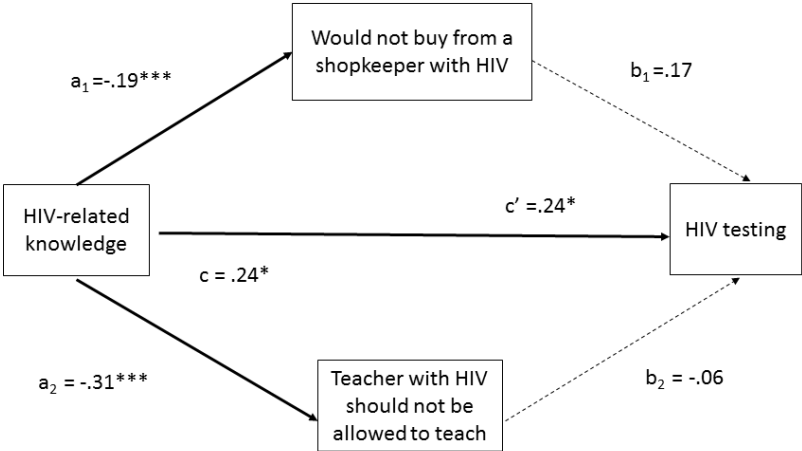 Would not buy from a
shopkeeper with HIV
a₁ =-.19***
b₁ =.17
HIV-related
knowledge
c’ =.24*
HIV testing
c = .24*
a₂ = -.31***
Teacher with HIV
should not be
allowed to teach
b₂ = -.06